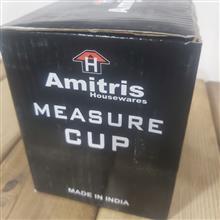 H
Amitris
Housewares
MEASURE
CUP
MADE IN INDIA